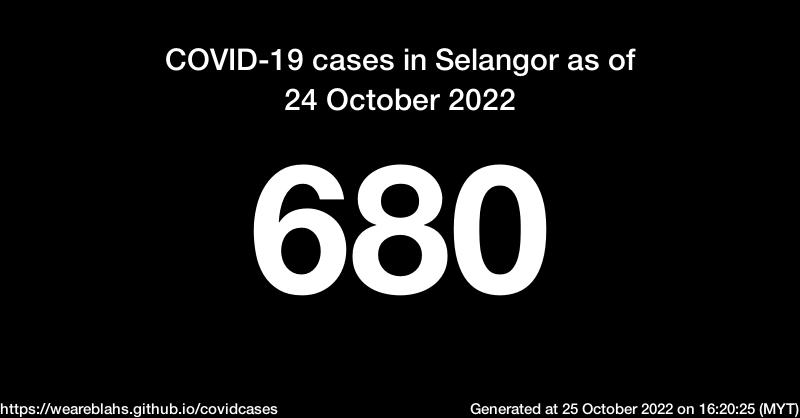 COVID-19 cases in Selangor as of
24 October 2022
680
https://weareblahs.github.io/covidcases
Generated at 25 October 2022 on 16:20:25 (MYT)